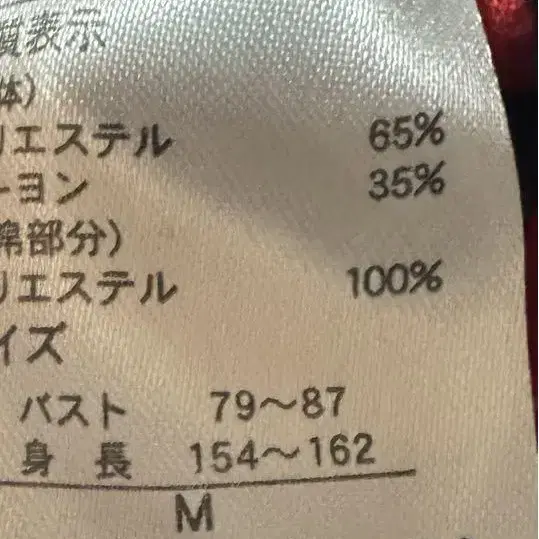 質表示
体)
リエステル 65%
ーヨン 35%
綿部分)
リエステル 100%
イズ
バスト 79～87
身長 154～162
M